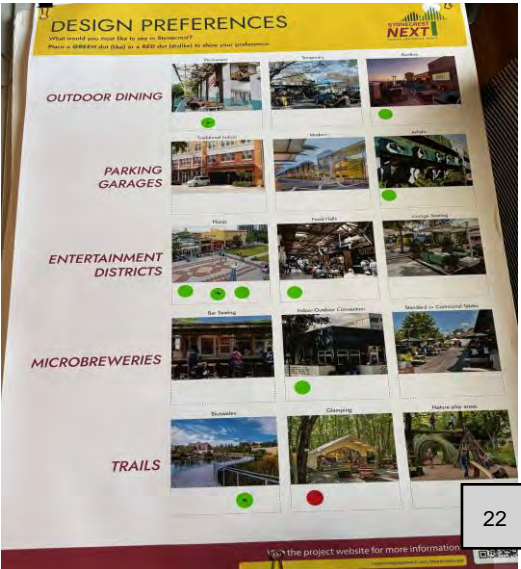 DESIGN PREFERENCES
What would you most like to see in Stonecrest?
Place a GREEN dot (like) or a RED dot (dislike) to show your preference.
STONECREST
NEXT
OUTDOOR DINING
Permanent
Temporary
Rooftop
PARKING
GARAGES
Traditional Indoor
Modern
Artistic
ENTERTAINMENT
DISTRICTS
Plazas
Food Halls
Lounge Seating
MICROBREWERIES
Bar Seating
Indoor-Outdoor Connection
Standard or Communal Tables
TRAILS
Boardwalks
Glamping
Nature play areas
22
the project website for more information